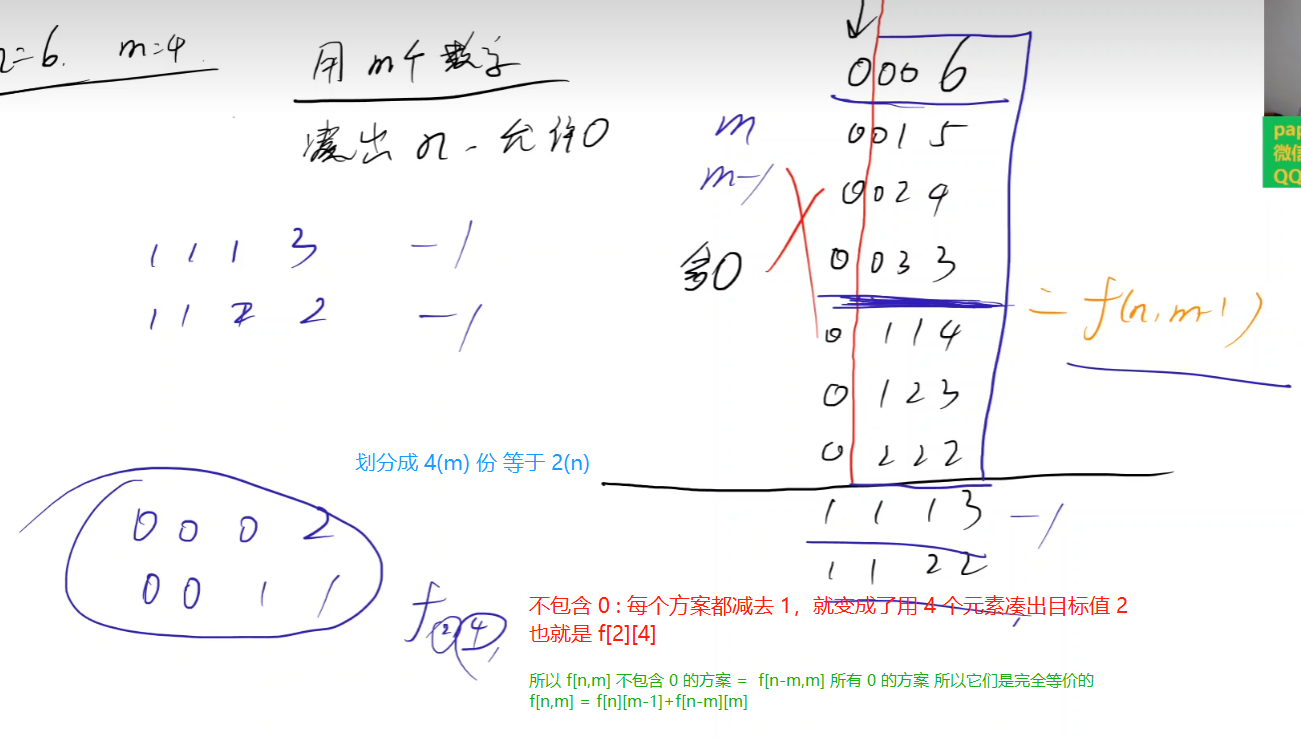 n=6. m=4.
用 m个数字
凑出 n. 允许0
1 1 1 3 -1
1 1 2 2 -1
m
m-1
多0
0 0 0 6
0 0 1 5
0 0 2 4
0 0 3 3
0 1 1 4
0 1 2 3
0 2 2 2
= f(n, m-1)
1 1 1 3 -1
1 1 2 2
划分成 4(m) 份 等于 2(n)
0 0 0 2
0 0 1 1
f 2 4
不包含 0 : 每个方案都减去 1，就变成了用 4 个元素凑出目标值 2
也就是 f[2][4]
所以 f[n,m] 不包含 0 的方案 = f[n-m,m] 所有 0 的方案 所以它们是完全等价的
f[n,m] = f[n][m-1]+f[n-m][m]
微信
QQ